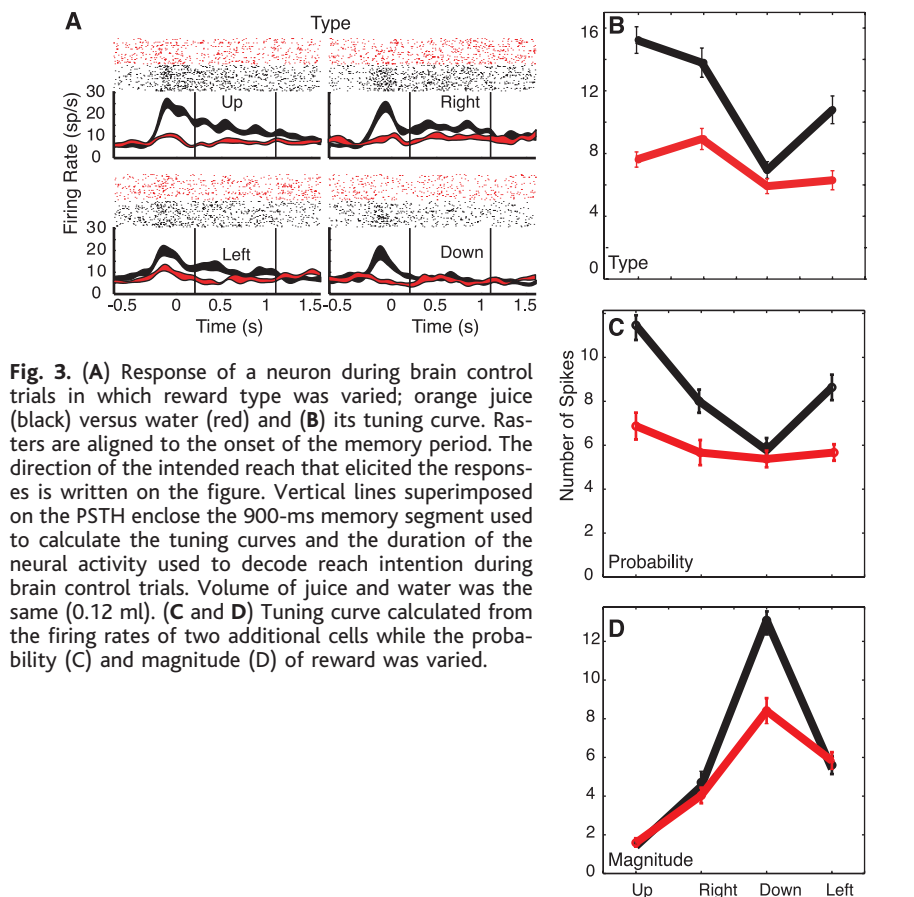 A
Type
30
20
10
0
Up
Right
Firing Rate (sp/s)
30
20
10
0
Left
Down
-0.5 0 0.5 1 1.5
-0.5 0 0.5 1 1.5
Time (s)
Time (s)
Fig. 3. (A) Response of a neuron during brain control
trials in which reward type was varied; orange juice
(black) versus water (red) and (B) its tuning curve. Ras-
ters are aligned to the onset of the memory period. The
direction of the intended reach that elicited the respons-
es is written on the figure. Vertical lines superimposed
on the PSTH enclose the 900-ms memory segment used
to calculate the tuning curves and the duration of the
neural activity used to decode reach intention during
brain control trials. Volume of juice and water was the
same (0.12 ml). (C and D) Tuning curve calculated from
the firing rates of two additional cells while the proba-
bility (C) and magnitude (D) of reward was varied.
B
16
12
8
4
0
Type
C
10
8
6
4
2
0
Number of Spikes
Probability
D
12
10
8
6
4
2
0
Magnitude
Up Right Down Left